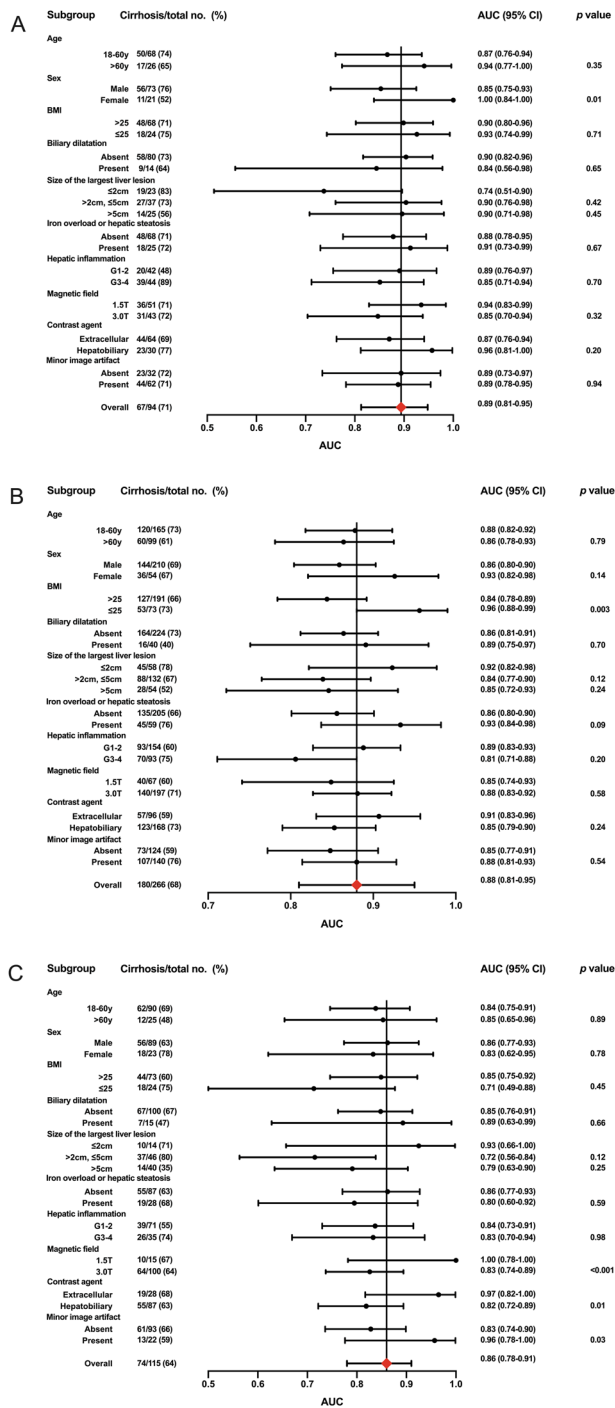 A
Subgroup Cirrhosis/total no. (%) AUC (95% CI) p value
Age
18-60y 50/68 (74) 0.87 (0.76-0.94)
>60y 17/26 (65) 0.94 (0.77-1.00) 0.35
Sex
Male 56/73 (76) 0.85 (0.75-0.93)
Female 11/21 (52) 1.00 (0.84-1.00) 0.01
BMI
>25 48/68 (71) 0.90 (0.80-0.96)
≤25 18/24 (75) 0.93 (0.74-0.99) 0.71
Biliary dilatation
Absent 58/80 (73) 0.90 (0.82-0.96)
Present 9/14 (64) 0.84 (0.56-0.98) 0.65
Size of the largest liver lesion
≤2cm 19/23 (83) 0.74 (0.51-0.90)
>2cm, ≤5cm 27/37 (73) 0.90 (0.76-0.98) 0.42
>5cm 14/25 (56) 0.90 (0.71-0.98) 0.45
Iron overload or hepatic steatosis
Absent 48/68 (71) 0.88 (0.78-0.95)
Present 18/25 (72) 0.91 (0.73-0.99) 0.67
Hepatic inflammation
G1-2 20/42 (48) 0.89 (0.76-0.97)
G3-4 39/44 (89) 0.85 (0.71-0.94) 0.70
Magnetic field
1.5T 36/51 (71) 0.94 (0.83-0.99)
3.0T 31/43 (72) 0.85 (0.70-0.94) 0.32
Contrast agent
Extracellular 44/64 (69) 0.87 (0.76-0.94)
Hepatobiliary 23/30 (77) 0.96 (0.81-1.00) 0.20
Minor image artifact
Absent 23/32 (72) 0.89 (0.73-0.97)
Present 44/62 (71) 0.89 (0.78-0.95) 0.94
Overall 67/94 (71) 0.89 (0.81-0.95)
0.5 0.6 0.7 0.8 0.9 1.0
AUC
B
Subgroup Cirrhosis/total no. (%) AUC (95% CI) p value
Age
18-60y 120/165 (73) 0.88 (0.82-0.92)
>60y 60/99 (61) 0.86 (0.78-0.93) 0.79
Sex
Male 144/210 (69) 0.86 (0.80-0.90)
Female 36/54 (67) 0.93 (0.82-0.98) 0.14
BMI
>25 127/191 (66) 0.84 (0.78-0.89)
≤25 53/73 (73) 0.96 (0.88-0.99) 0.003
Biliary dilatation
Absent 164/224 (73) 0.86 (0.81-0.91)
Present 16/40 (40) 0.89 (0.75-0.97) 0.70
Size of the largest liver lesion
≤2cm 45/58 (78) 0.92 (0.82-0.98)
>2cm, ≤5cm 88/132 (67) 0.84 (0.77-0.90) 0.12
>5cm 28/54 (52) 0.85 (0.72-0.93) 0.24
Iron overload or hepatic steatosis
Absent 135/205 (66) 0.86 (0.80-0.90)
Present 45/59 (76) 0.93 (0.84-0.98) 0.09
Hepatic inflammation
G1-2 93/154 (60) 0.89 (0.83-0.93)
G3-4 70/93 (75) 0.81 (0.71-0.88) 0.20
Magnetic field
1.5T 40/67 (60) 0.85 (0.74-0.93)
3.0T 140/197 (71) 0.88 (0.83-0.92) 0.58
Contrast agent
Extracellular 57/96 (59) 0.91 (0.83-0.96)
Hepatobiliary 123/168 (73) 0.85 (0.79-0.90) 0.24
Minor image artifact
Absent 73/124 (59) 0.85 (0.77-0.91)
Present 107/140 (76) 0.88 (0.81-0.93) 0.54
Overall 180/266 (68) 0.88 (0.81-0.95)
0.7 0.8 0.9 1.0
AUC
C
Subgroup Cirrhosis/total no. (%) AUC (95% CI) p value
Age
18-60y 62/90 (69) 0.84 (0.75-0.91)
>60y 12/25 (48) 0.85 (0.65-0.96) 0.89
Sex
Male 56/89 (63) 0.86 (0.77-0.93)
Female 18/23 (78) 0.83 (0.62-0.95) 0.78
BMI
>25 44/73 (60) 0.85 (0.75-0.92)
≤25 18/24 (75) 0.71 (0.49-0.88) 0.45
Biliary dilatation
Absent 67/100 (67) 0.85 (0.76-0.91)
Present 7/15 (47) 0.89 (0.63-0.99) 0.66
Size of the largest liver lesion
≤2cm 10/14 (71) 0.93 (0.66-1.00)
>2cm, ≤5cm 37/46 (80) 0.72 (0.56-0.84) 0.12
>5cm 14/40 (35) 0.79 (0.63-0.90) 0.25
Iron overload or hepatic steatosis
Absent 55/87 (63) 0.86 (0.77-0.93)
Present 19/28 (68) 0.80 (0.60-0.92) 0.59
Hepatic inflammation
G1-2 39/71 (55) 0.84 (0.73-0.91)
G3-4 26/35 (74) 0.83 (0.70-0.94) 0.98
Magnetic field
1.5T 10/15 (67) 1.00 (0.78-1.00)
3.0T 64/100 (64) 0.83 (0.74-0.89) <0.001
Contrast agent
Extracellular 19/28 (68) 0.97 (0.82-1.00)
Hepatobiliary 55/87 (63) 0.82 (0.72-0.89) 0.01
Minor image artifact
Absent 61/93 (66) 0.83 (0.74-0.90)
Present 13/22 (59) 0.96 (0.78-1.00) 0.03
Overall 74/115 (64) 0.86 (0.78-0.91)
0.5 0.6 0.7 0.8 0.9 1.0
AUC